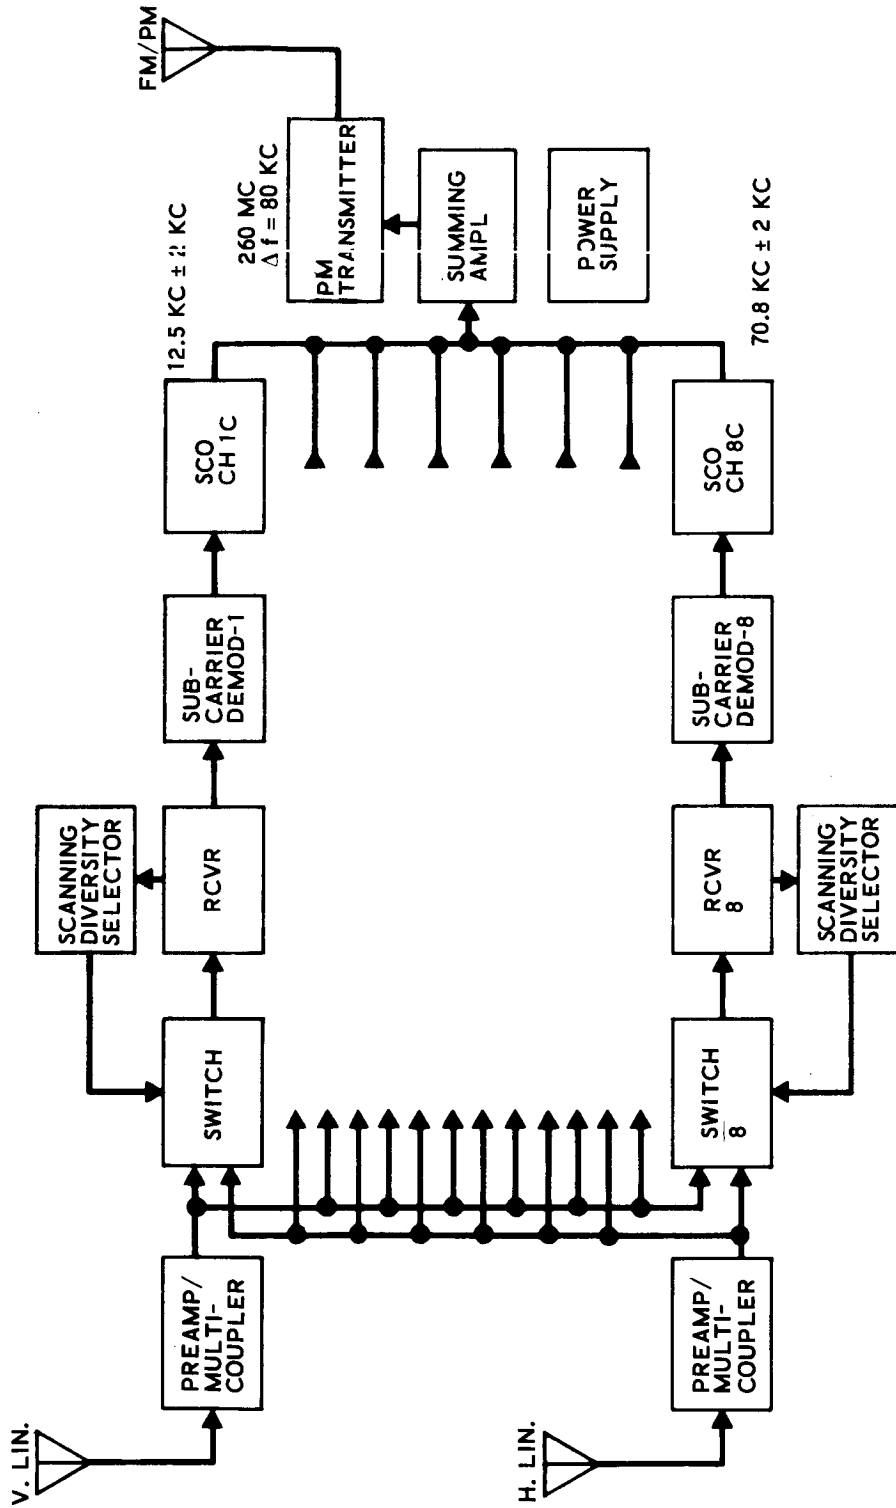 V. LIN.
PREAMP/
MULTI-
COUPLER
SWITCH
SCANNING
DIVERSITY
SELECTOR
RCVR
SUB-
CARRIER
DEMOD-1
SCO
CH 1C
12.5 KC ±
KC
260 MC
Δ f = 80 KC
PM
TRANSMITTER
FM/PM
SUMMING
AMPL
POWER
SUPPLY
H. LIN.
PREAMP/
MULTI-
COUPLER
SWITCH
8
RCVR
8
SCANNING
DIVERSITY
SELECTOR
SUB-
CARRIER
DEMOD-8
SCO
CH 8C
70.8 KC ± 2 KC